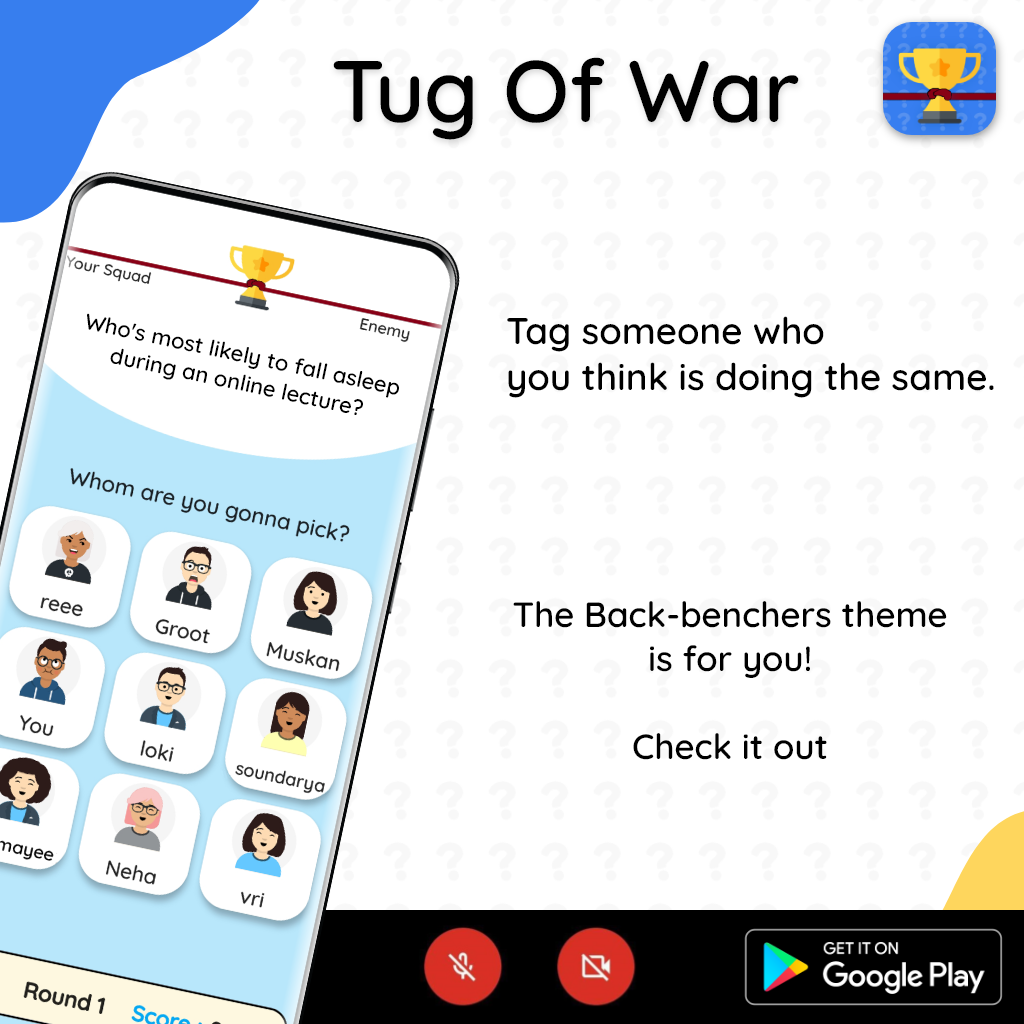 Tug Of War
Your Squad
Enemy
Who's most likely to fall asleep
during an online lecture?
Whom are you gonna pick?
reee
Groot
Muskan
You
loki
soundarya
mayee
Neha
vri
Round 1
Score
Tag someone who
you think is doing the same.
The Back-benchers theme
is for you!
Check it out
GET IT ON
Google Play